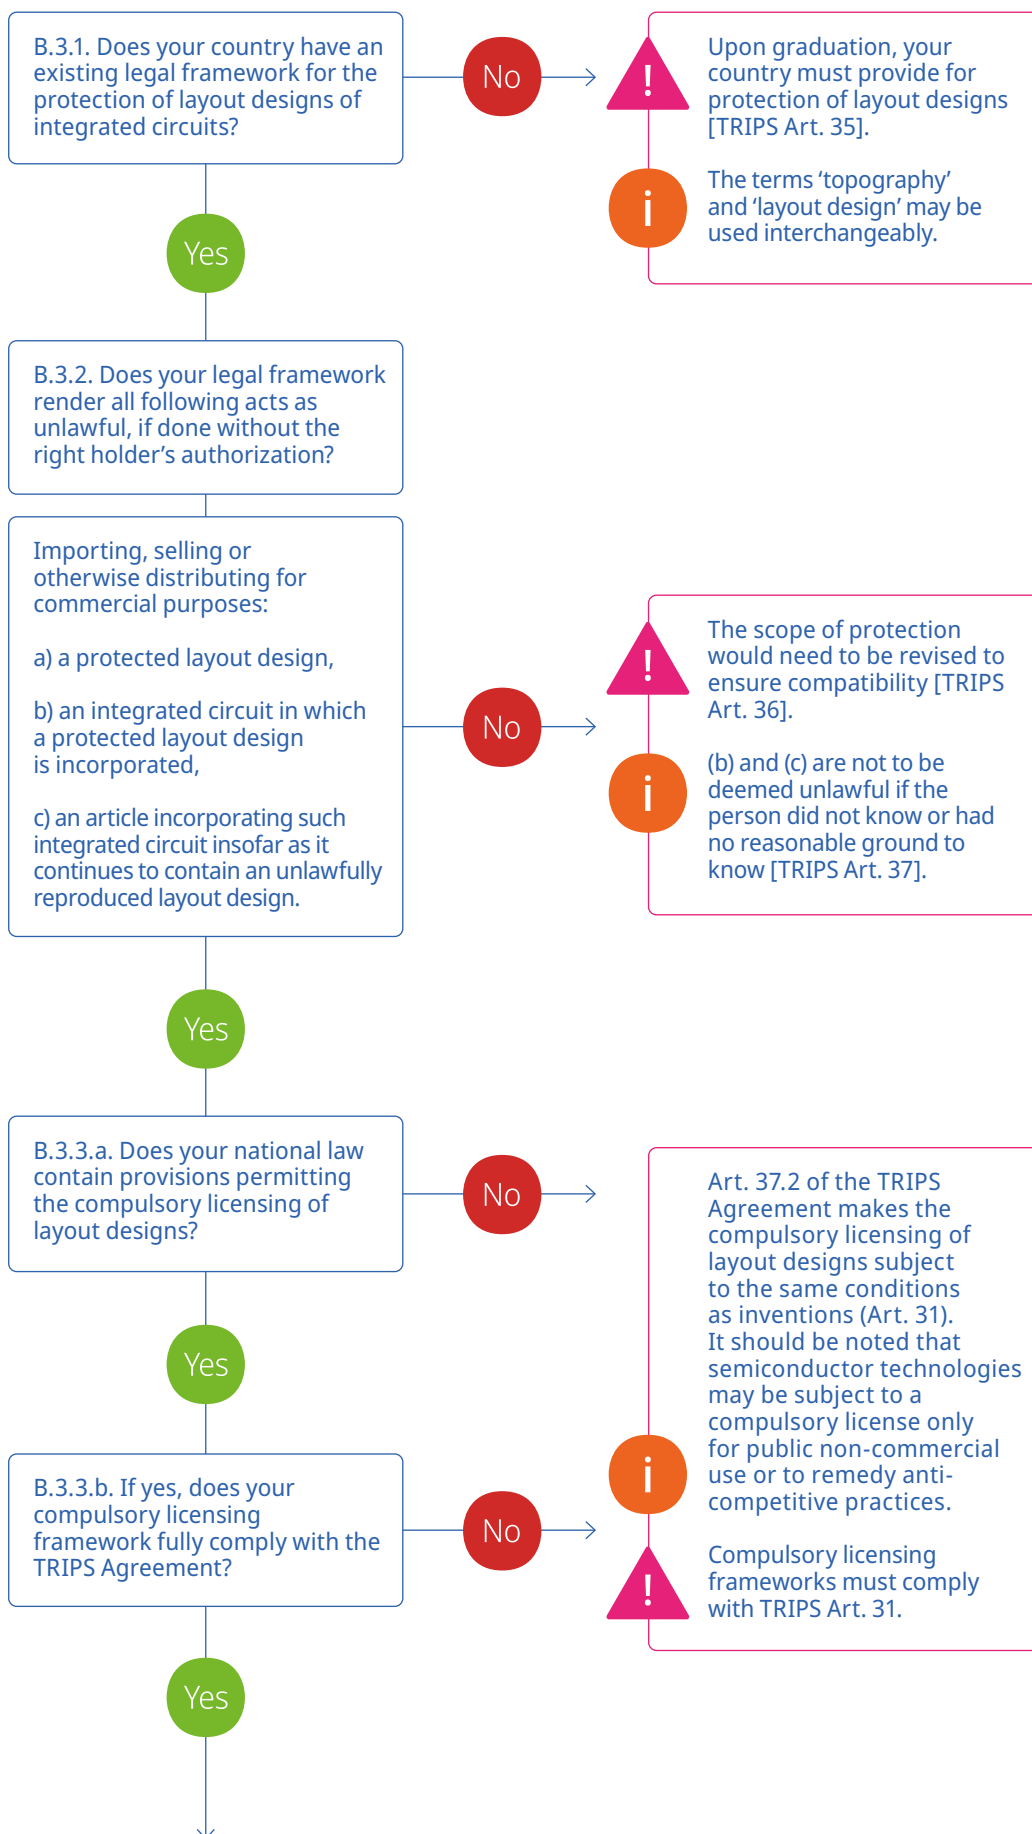 B.3.1. Does your country have an
existing legal framework for the
protection of layout designs of
integrated circuits?
No
!
Upon graduation, your
country must provide for
protection of layout designs
[TRIPS Art. 35].
i
The terms ‘topography’
and ‘layout design’ may be
used interchangeably.
Yes
B.3.2. Does your legal framework
render all following acts as
unlawful, if done without the
right holder’s authorization?
Importing, selling or
otherwise distributing for
commercial purposes:
a) a protected layout design,
b) an integrated circuit in which
a protected layout design
is incorporated,
c) an article incorporating such
integrated circuit insofar as it
continues to contain an unlawfully
reproduced layout design.
No
!
The scope of protection
would need to be revised to
ensure compatibility [TRIPS
Art. 36].
i
(b) and (c) are not to be
deemed unlawful if the
person did not know or had
no reasonable ground to
know [TRIPS Art. 37].
Yes
B.3.3.a. Does your national law
contain provisions permitting
the compulsory licensing of
layout designs?
No
Yes
B.3.3.b. If yes, does your
compulsory licensing
framework fully comply with the
TRIPS Agreement?
No
Art. 37.2 of the TRIPS
Agreement makes the
compulsory licensing of
layout designs subject
to the same conditions
as inventions (Art. 31).
It should be noted that
semiconductor technologies
may be subject to a
compulsory license only
for public non-commercial
use or to remedy anti-
competitive practices.
i
!
Compulsory licensing
frameworks must comply
with TRIPS Art. 31.
Yes